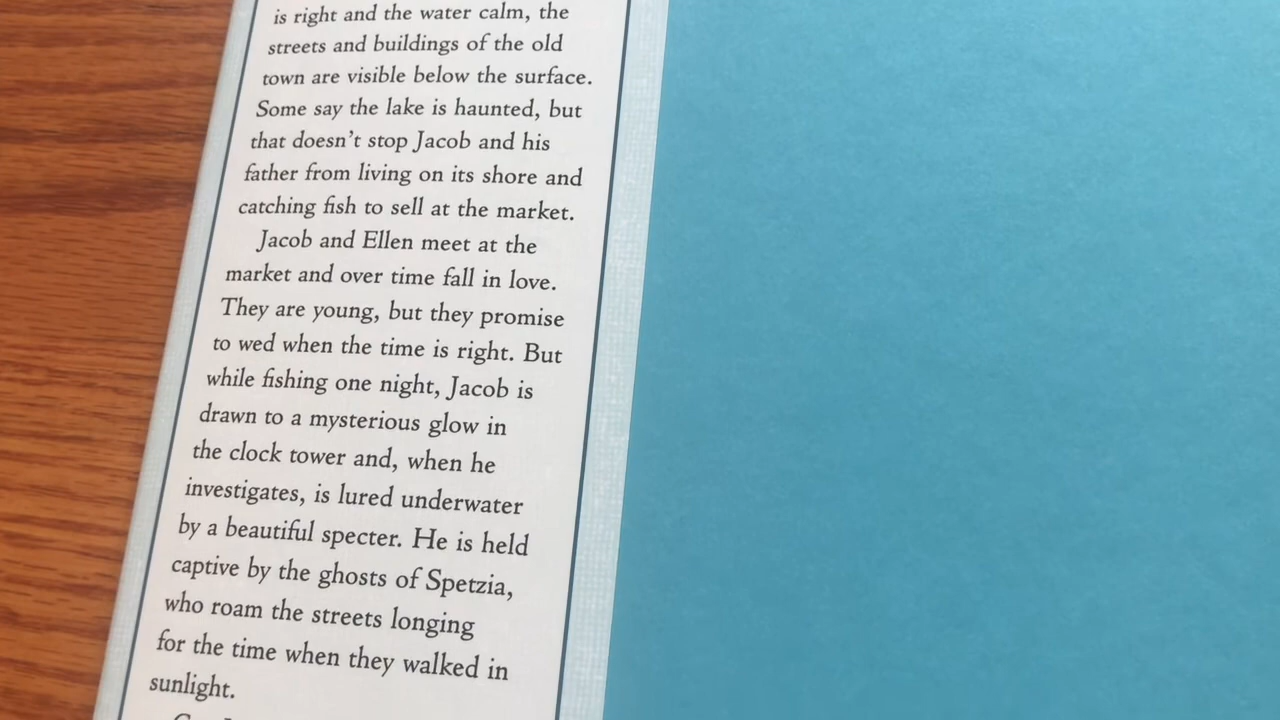 is right and the water calm, the
streets and buildings of the old
town are visible below the surface.
Some say the lake is haunted, but
that doesn't stop Jacob and his
father from living on its shore and
catching fish to sell at the market.
Jacob and Ellen meet at the
market and over time fall in love.
They are young, but they promise
to wed when the time is right. But
while fishing one night, Jacob is
drawn to a mysterious glow in
the clock tower and, when he
investigates, is lured underwater
by a beautiful specter. He is held
captive by the ghosts of Spetzia,
who roam the streets longing
for the time when they walked in
sunlight.